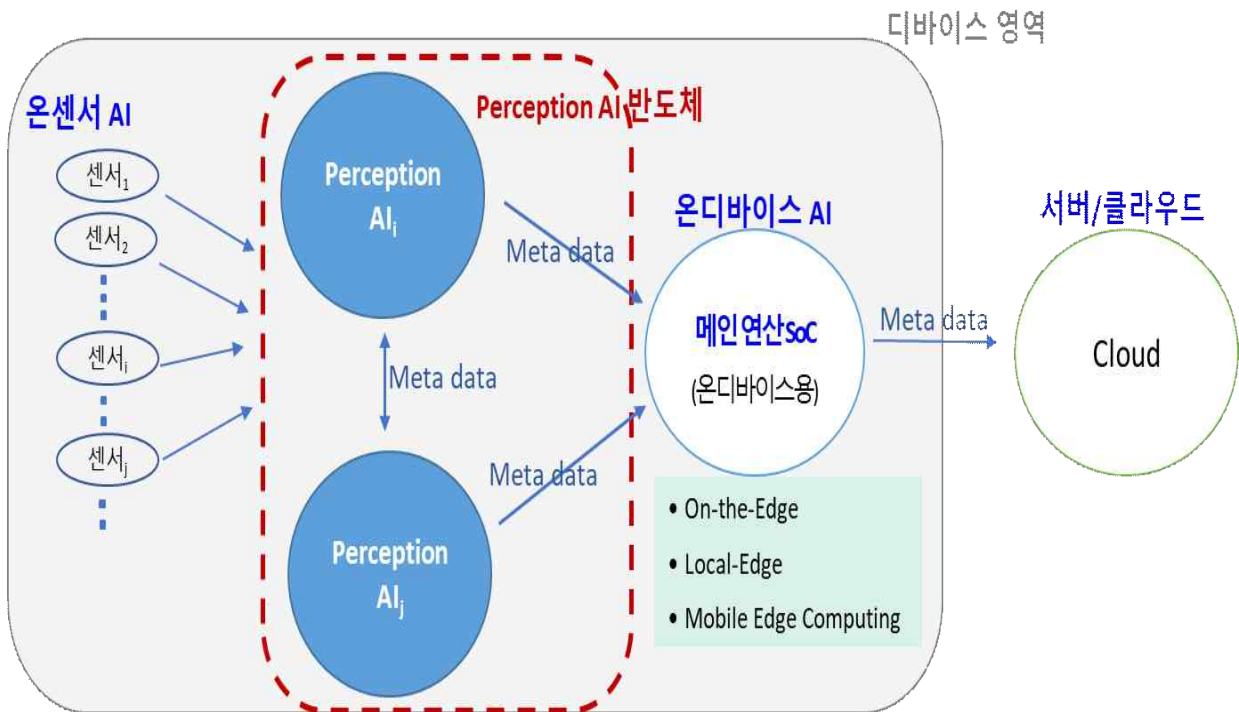 디바이스 영역
온센서 AI
센서1
센서2
센서i
센서j
Perception AI 반도체
Perception
AIi
Meta data
Meta data
Meta data
Perception
AIj
온디바이스 AI
메인연산SoC
(온디바이스용)
• On-the-Edge
• Local-Edge
• Mobile Edge Computing
Meta data
서버/클라우드
Cloud